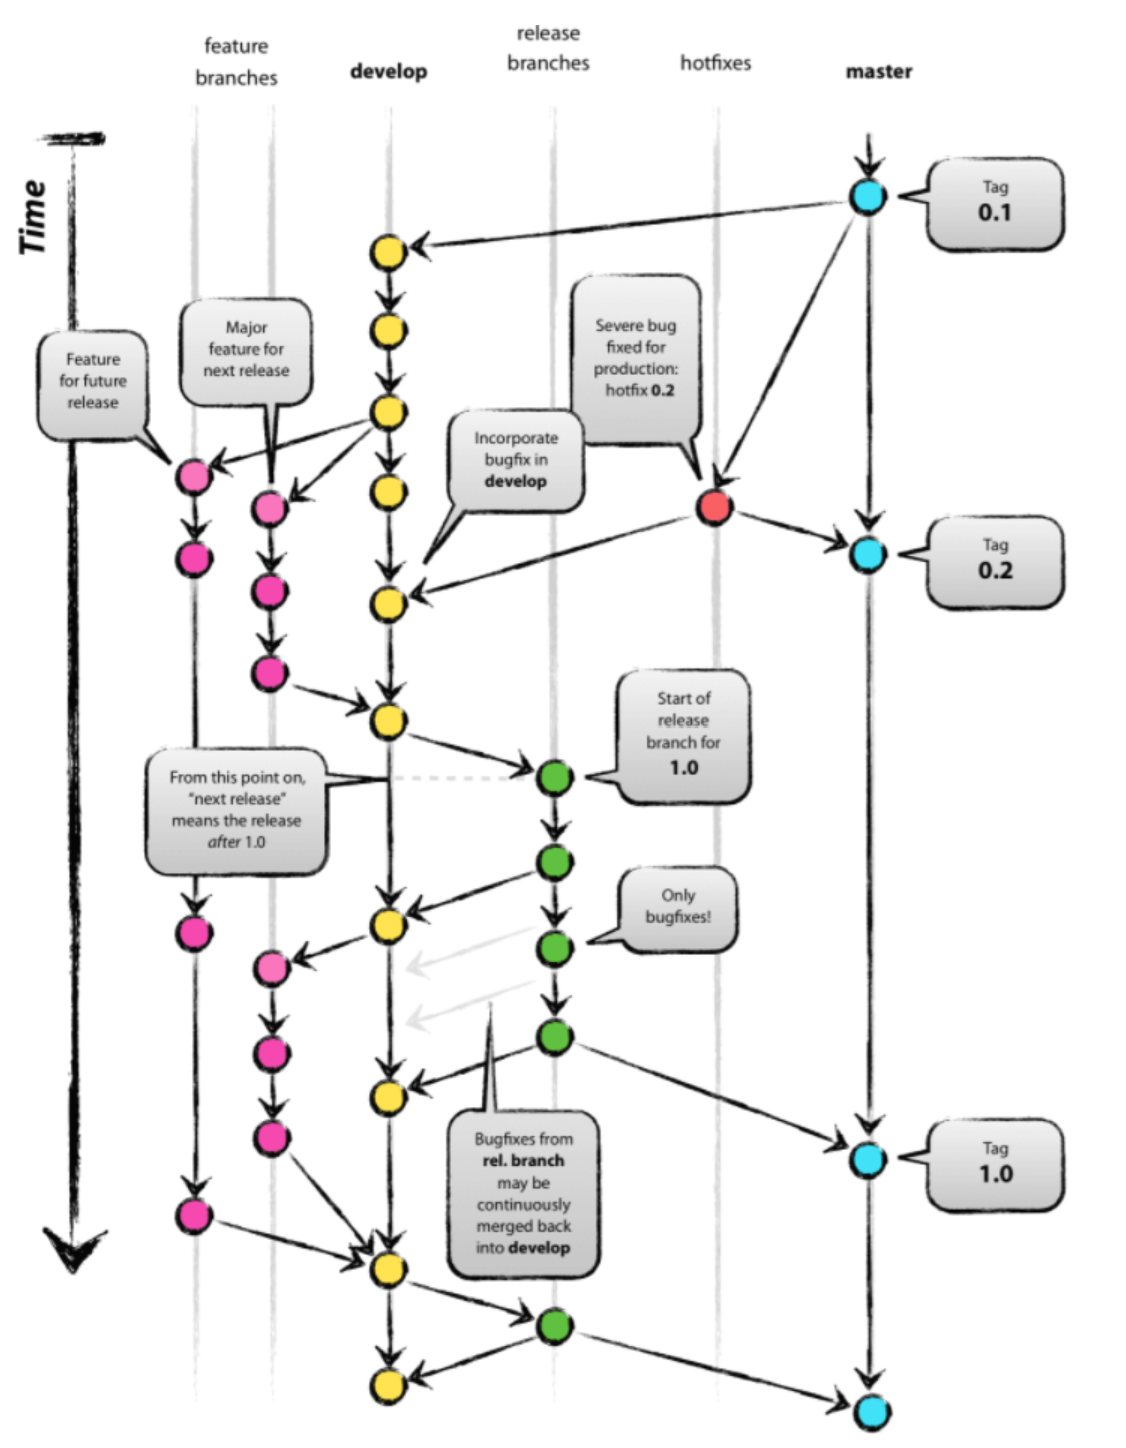 feature
branches
develop
release
branches
hotfixes
master
Time
Tag
0.1
Severe bug
fixed for
production:
hotfix 0.2
Major
feature for
next release
Feature
for future
release
Incorporate
bugfix in
develop
Tag
0.2
Start of
release
branch for
1.0
From this point on,
“next release”
means the release
after 1.0
Only
bugfixes!
Bugfixes from
rel. branch
may be
continuously
merged back
into develop
Tag
1.0